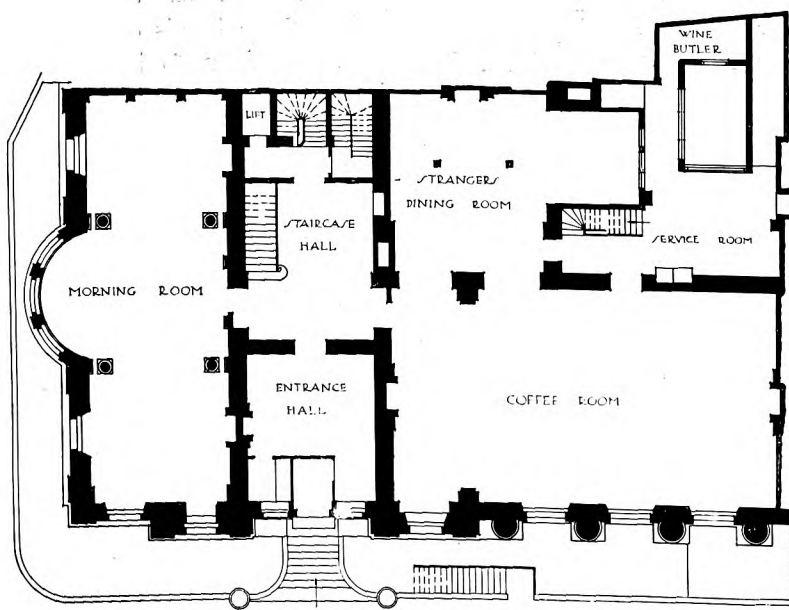 WINE
BUTLER
LIFT
STRANGERS
DINING ROOM
STAIRCASE
HALL
SERVICE ROOM
MORNING ROOM
ENTRANCE
HALL
COFFEE ROOM